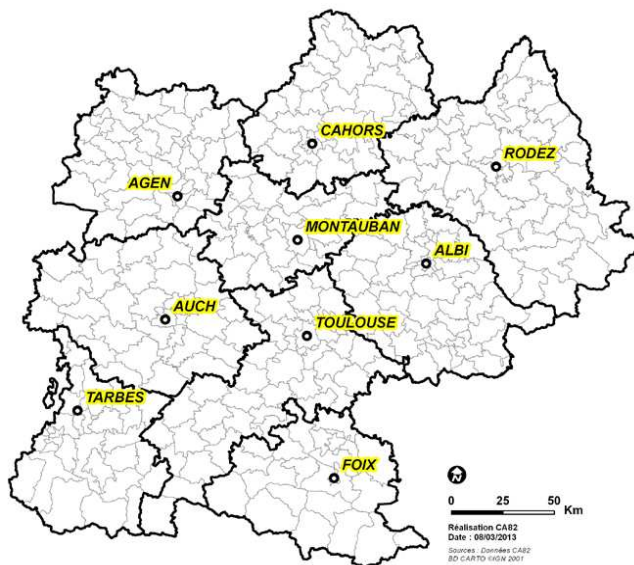 CAHORS
RODEZ
AGEN
MONTAUBAN
ALBI
AUCH
TOULOUSE
TARBES
FOIX
N
0 25 50 Km
Réalisation CA82
Date : 08/03/2013
Sources : Données CA82
BD CARTO ©IGN 2001